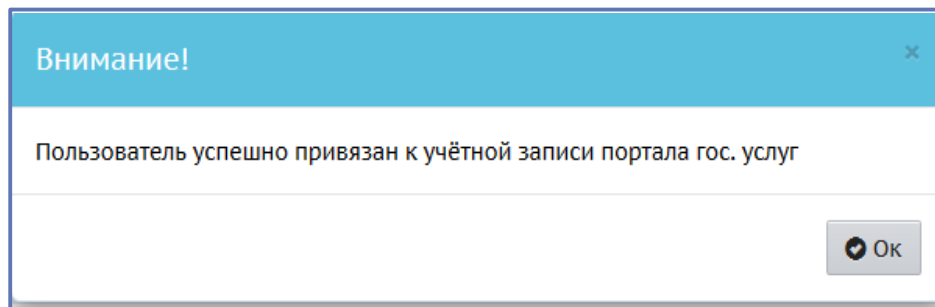 Внимание!
Пользователь успешно привязан к учётной записи портала гос. услуг
Ок